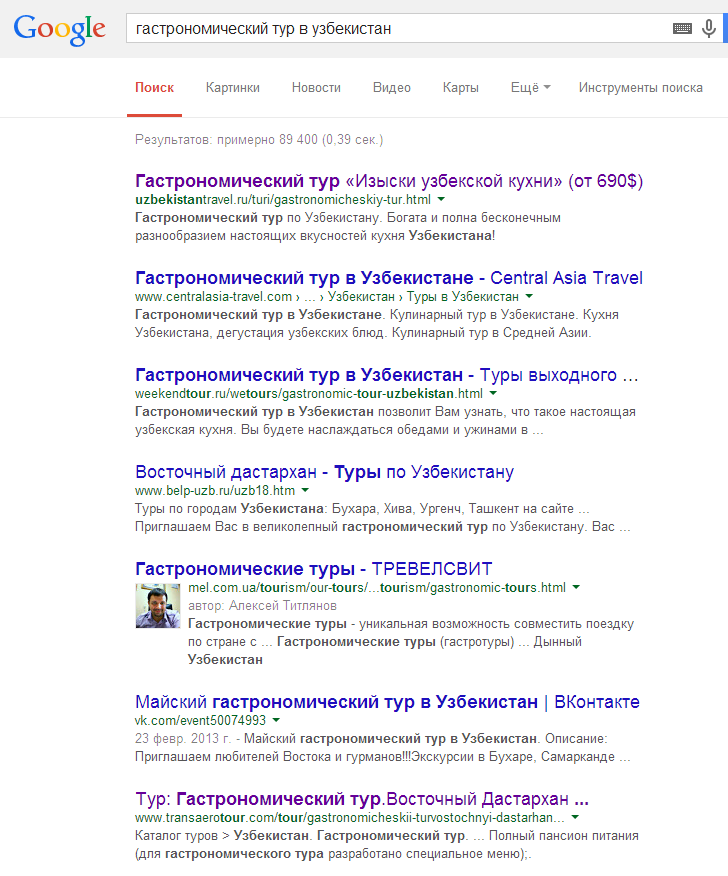 Google
гастрономический тур в узбекистан
Поиск Картинки Новости Видео Карты Ещё Инструменты поиска
Результатов: примерно 89 400 (0,39 сек.)
Гастрономический тур «Изыски узбекской кухни» (от 690$)
uzbekistantravel.ru/turi/gastronomicheskiy-tur.html
Гастрономический тур по Узбекистану. Богата и полна бесконечным
разнообразием настоящих вкусностей кухня Узбекистана!
Гастрономический тур в Узбекистане - Central Asia Travel
www.centralasia-travel.com › ... › Узбекистан › Туры в Узбекистан
Гастрономический тур в Узбекистане. Кулинарный тур в Узбекистане. Кухня
Узбекистана, дегустация узбекских блюд. Кулинарный тур в Средней Азии.
Гастрономический тур в Узбекистан - Туры выходного ...
weekendtour.ru/wetours/gastronomic-tour-uzbekistan.html
Гастрономический тур в Узбекистан позволит Вам узнать, что такое настоящая
узбекская кухня. Вы будете наслаждаться обедами и ужинами в ...
Восточный дастархан - Туры по Узбекистану
www.belp-uzb.ru/uzb18.htm
Туры по городам Узбекистана: Бухара, Хива, Ургенч, Ташкент на сайте ...
Приглашаем Вас в великолепный гастрономический тур по Узбекистану. Вас ...
Гастрономические туры - ТРЕВЕЛСВИТ
mel.com.ua/tourism/our-tours/...tourism/gastronomic-tours.html
автор: Алексей Титлянов
Гастрономические туры - уникальная возможность совместить поездку
по стране с ... Гастрономические туры (гастротуры) ... Дынный
Узбекистан
Майский гастрономический тур в Узбекистан | ВКонтакте
vk.com/event50074993
23 февр. 2013 г. - Майский гастрономический тур в Узбекистан. Описание:
Приглашаем любителей Востока и гурманов!!!Экскурсии в Бухаре, Самарканде ...
Тур: Гастрономический тур.Восточный Дастархан ...
www.transaerotour.com/tour/gastronomicheskii-turvostochnyi-dastarhan...
Каталог туров > Узбекистан. Гастрономический тур. ... Полный пансион питания
(для гастрономического тура разработано специальное меню);.